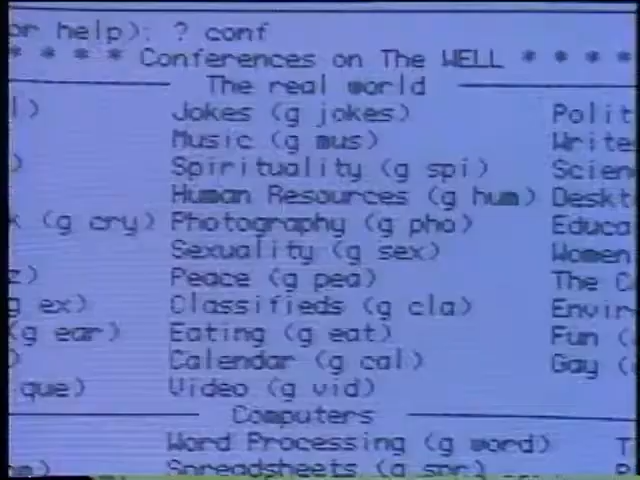 or help): ? conf
* * * * Conferences on The WELL * * * *
The real world
l) Jokes (g jokes) Polit
Music (g mus) Write
) Spirituality (g spi) Scien
Human Resources (g hum) Deskt
k (g cry) Photography (g pho) Educa
Sexuality (g sex) Women
z) Peace (g pea) The C
g ex) Classifieds (g cla) Envir
(g ear) Eating (g eat) Fun (
) Calendar (g cal) Gay (
que) Video (g vid)
Computers
Word Processing (g word) T
Spreadsheets (g spr)